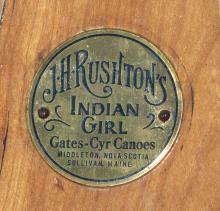 J.H. RUSHTON'S
INDIAN
GIRL
Gates-Cyr Canoes
MIDDLETON, NOVA SCOTIA
SULLIVAN, MAINE